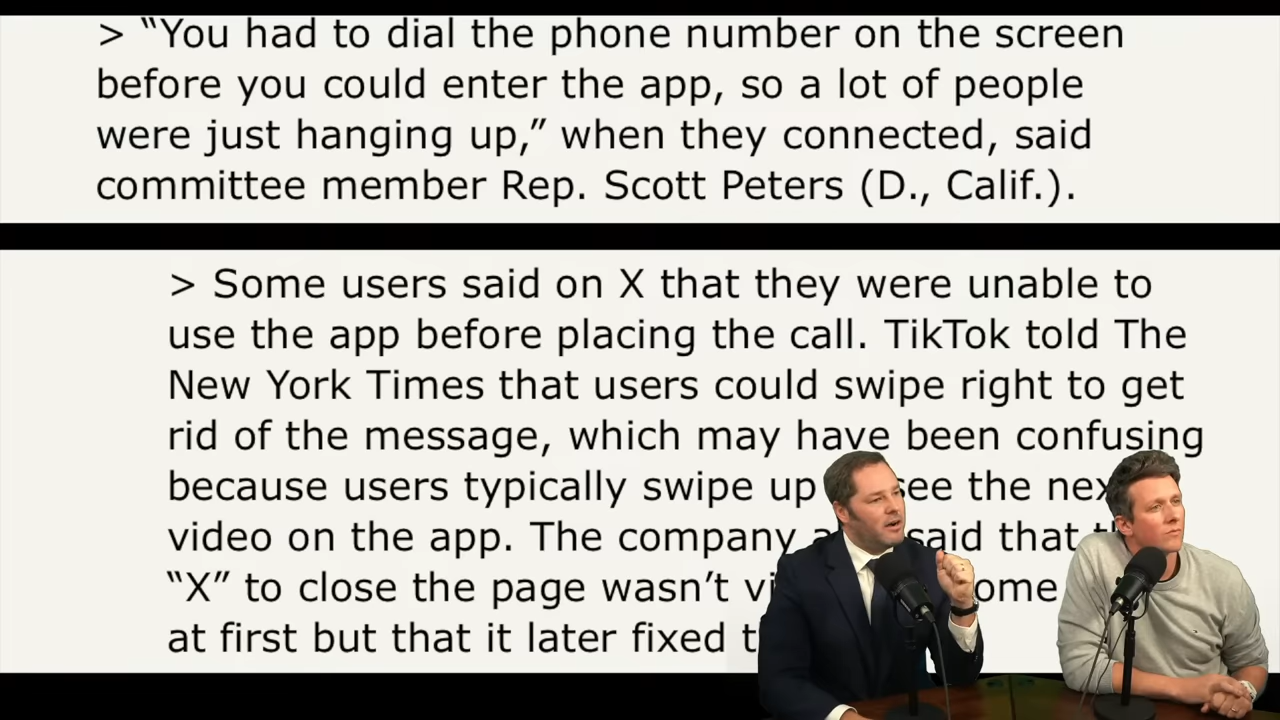 > “You had to dial the phone number on the screen
before you could enter the app, so a lot of people
were just hanging up,” when they connected, said
committee member Rep. Scott Peters (D., Calif.).
> Some users said on X that they were unable to
use the app before placing the call. TikTok told The
New York Times that users could swipe right to get
rid of the message, which may have been confusing
because users typically swipe up see the
video on the app. The company said that
“X” to close the page wasn’t
at first but that it later fixed